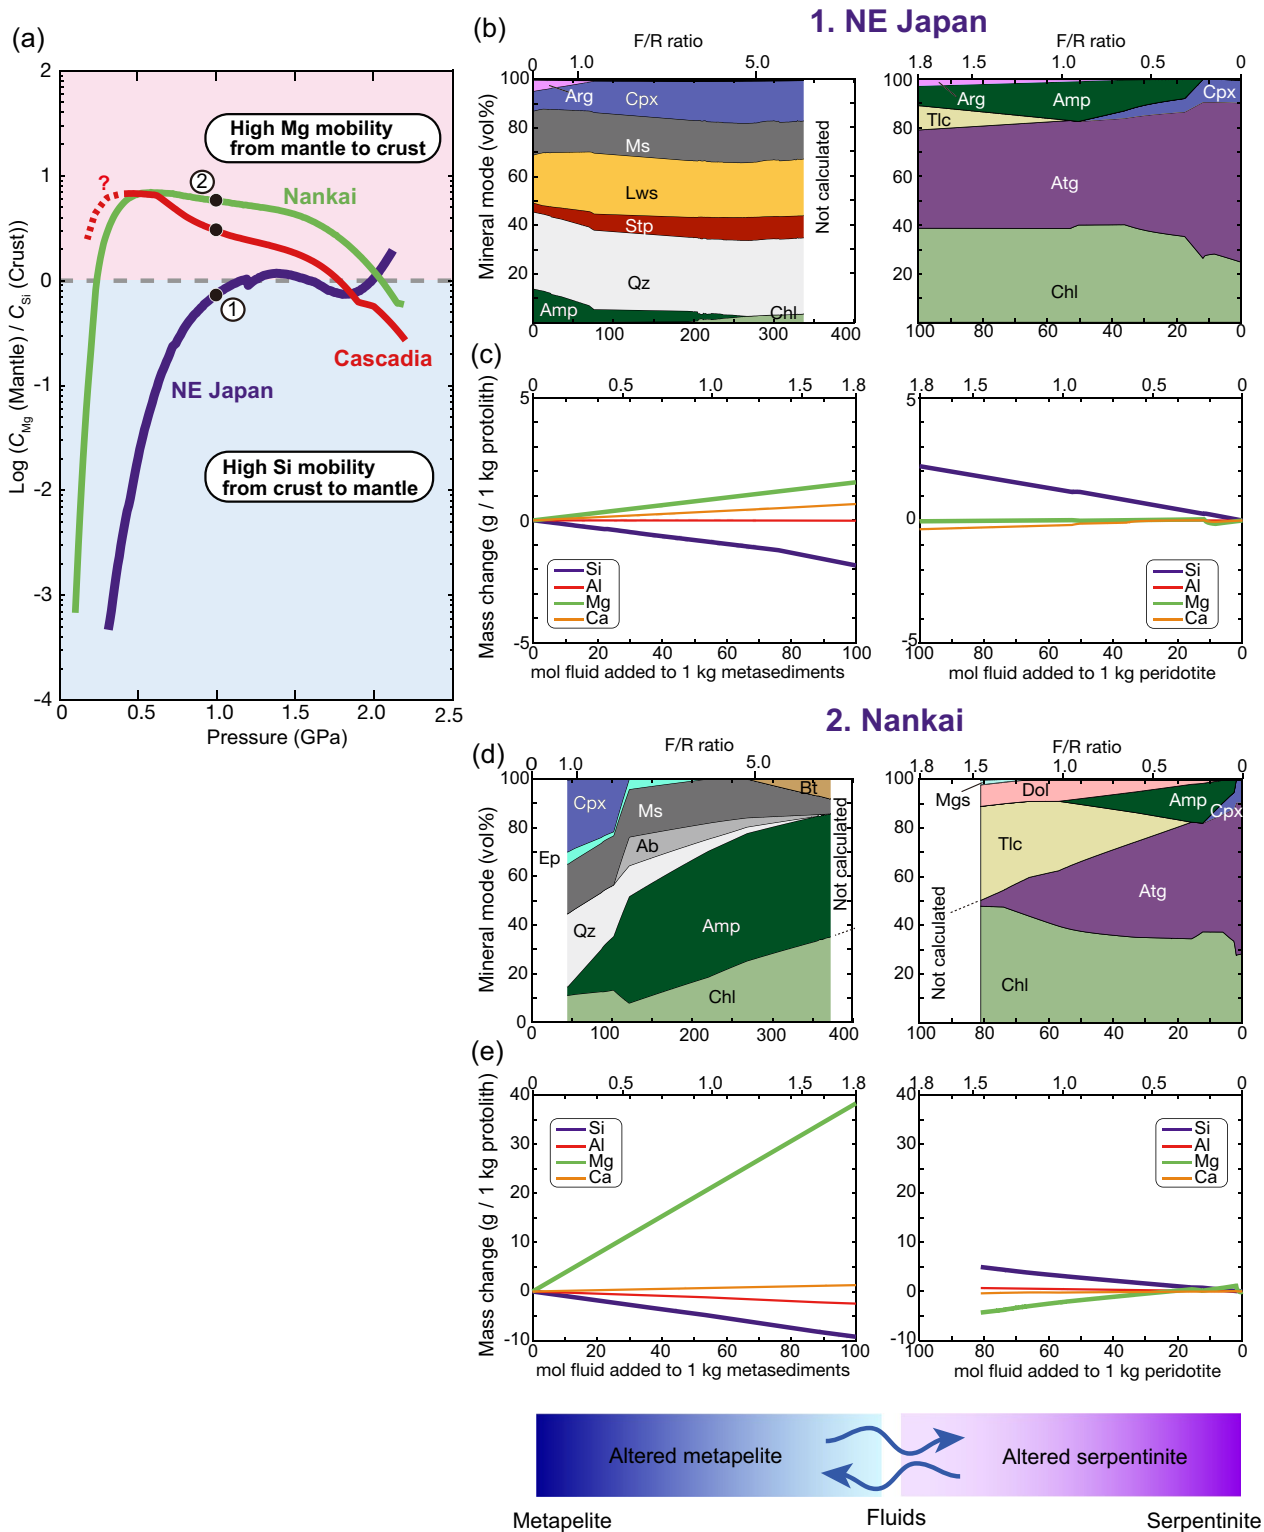 (a)
2
1
0
-1
-2
-3
-4
Log (CMg (Mantle) / CSi (Crust))
0
0.5
1.0
1.5
2.0
2.5
Pressure (GPa)
High Mg mobility
from mantle to crust
?
②
Nankai
①
Cascadia
NE Japan
High Si mobility
from crust to mantle
1. NE Japan
(b)
F/R ratio
0 1.0 5.0
Mineral mode (vol%)
100
80
60
40
20
0 100 200 300 400
Arg
Cpx
Ms
Lws
Stp
Qz
Amp
Chl
Not calculated
F/R ratio
1.8 1.5 1.0 0.5 0
100
80
60
40
20
100 80 60 40 20 0
Arg
Amp
Cpx
Tlc
Atg
Chl
(c)
0 0.5 1.0 1.5 1.8
Mass change (g / 1 kg protolith)
5
0
-5
Si
Al
Mg
Ca
0 20 40 60 80 100
mol fluid added to 1 kg metasediments
1.8 1.5 1.0 0.5 0
5
0
-5
Si
Al
Mg
Ca
100 80 60 40 20 0
mol fluid added to 1 kg peridotite
2. Nankai
(d)
F/R ratio
0 1.0 5.0
Mineral mode (vol%)
100
80
60
40
20
0
0 100 200 300 400
Cpx
Bt
Ms
Ep
Ab
Qz
Amp
Chl
Not calculated
F/R ratio
1.8 1.5 1.0 0.5 0
100
80
60
40
20
100 80 60 40 20 0
Mgs
Dol
Amp
Cpx
Tlc
Atg
Chl
Not calculated
(e)
0 0.5 1.0 1.5 1.8
Mass change (g / 1 kg protolith)
40
30
20
10
0
-10
Si
Al
Mg
Ca
0 20 40 60 80 100
mol fluid added to 1 kg metasediments
1.8 1.5 1.0 0.5 0
40
30
20
10
0
-10
Si
Al
Mg
Ca
100 80 60 40 20 0
mol fluid added to 1 kg peridotite
Altered metapelite
Altered serpentinite
Metapelite
Fluids
Serpentinite